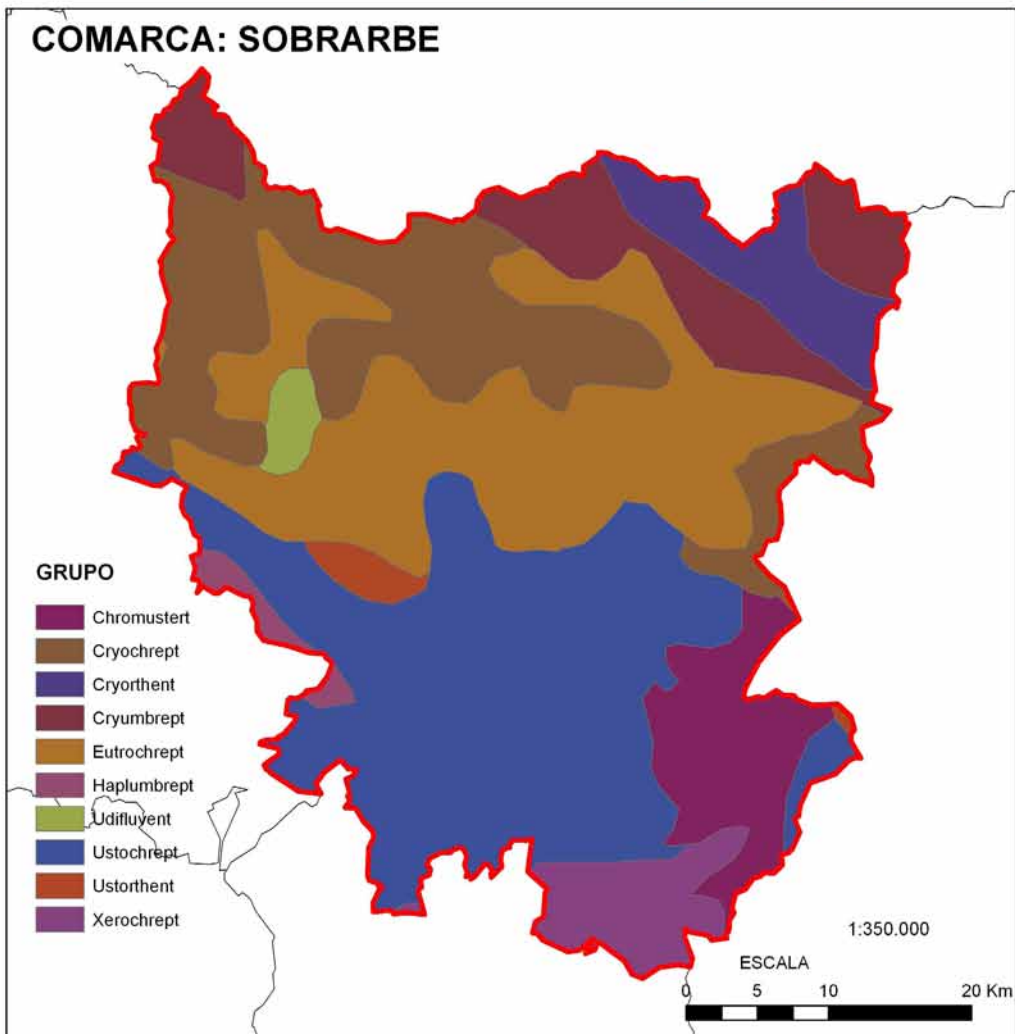 COMARCA: SOBRARBE
GRUPO
Chromustert
Cryochrept
Cryorthent
Cryumbrept
Eutrochrept
Haplumbrept
Udifluvent
Ustochrept
Ustorthent
Xerochrept
1:350.000
ESCALA
0 5 10 20 Km